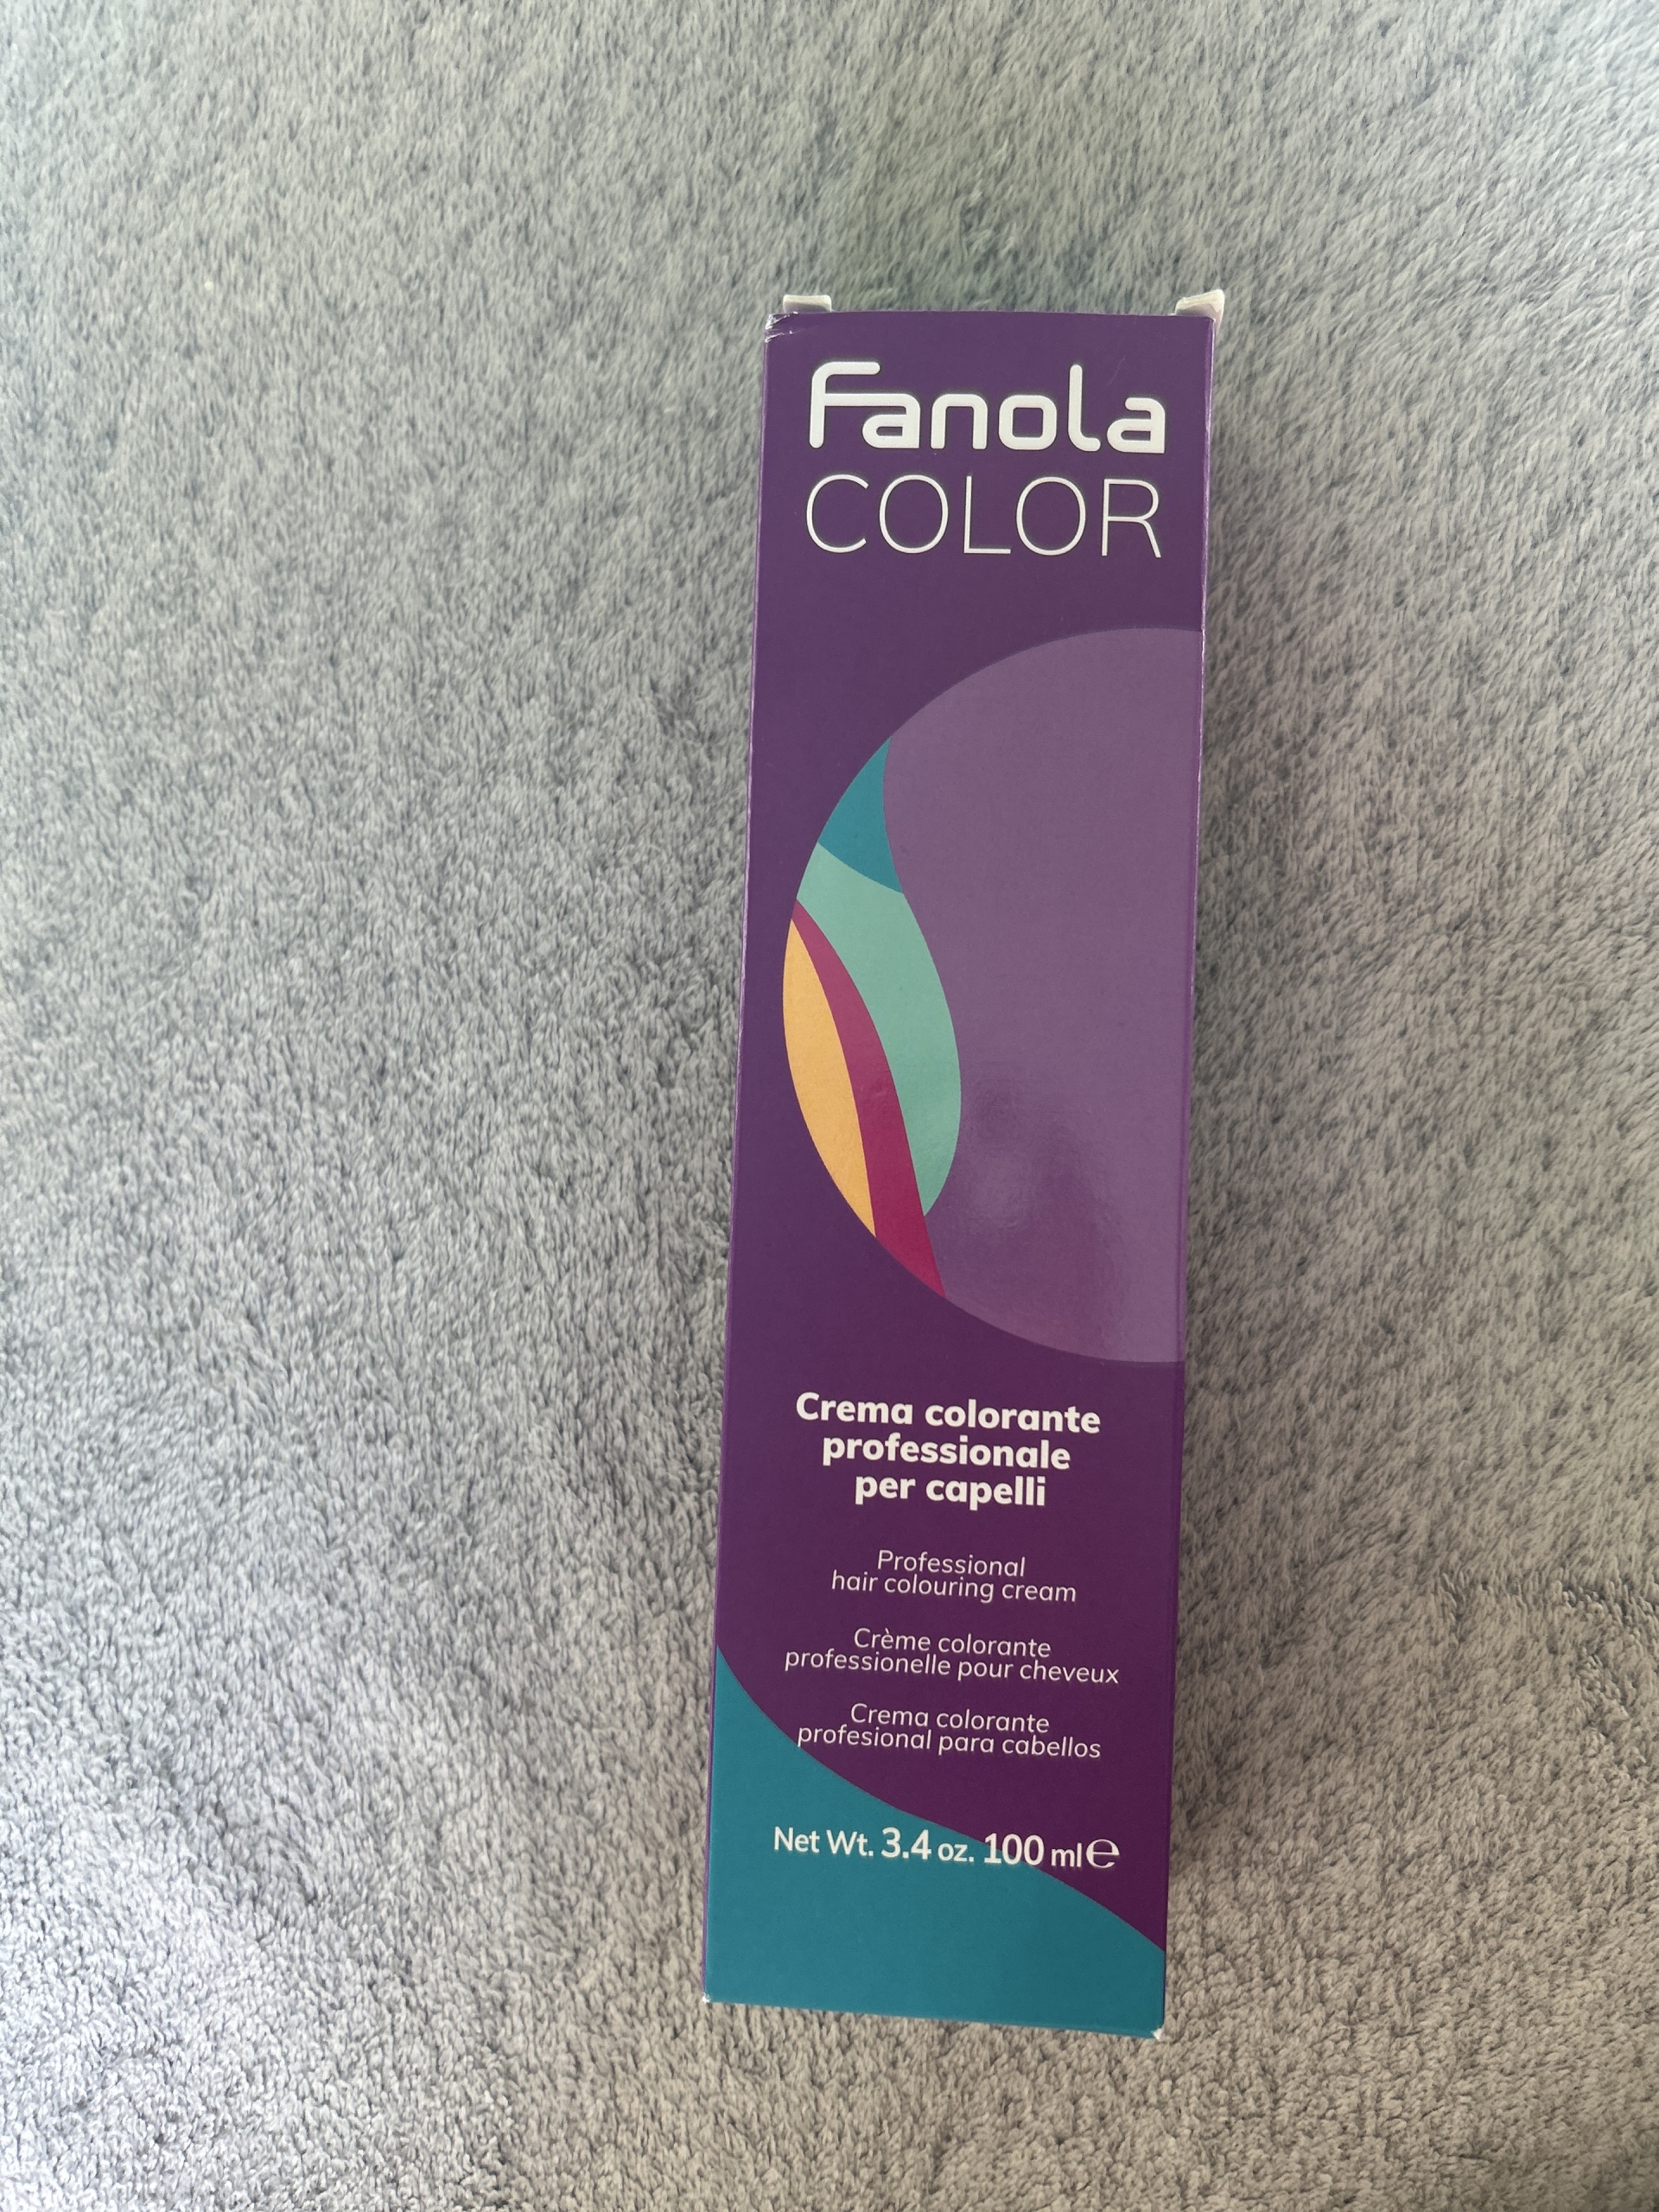 Fanola
COLOR
Crema colorante
professionale
per capelli
Professional
hair colouring cream
Crème colorante
professionelle pour cheveux
Crema colorante
profesional para cabellos
Net Wt. 3.4 oz. 100 ml ℮